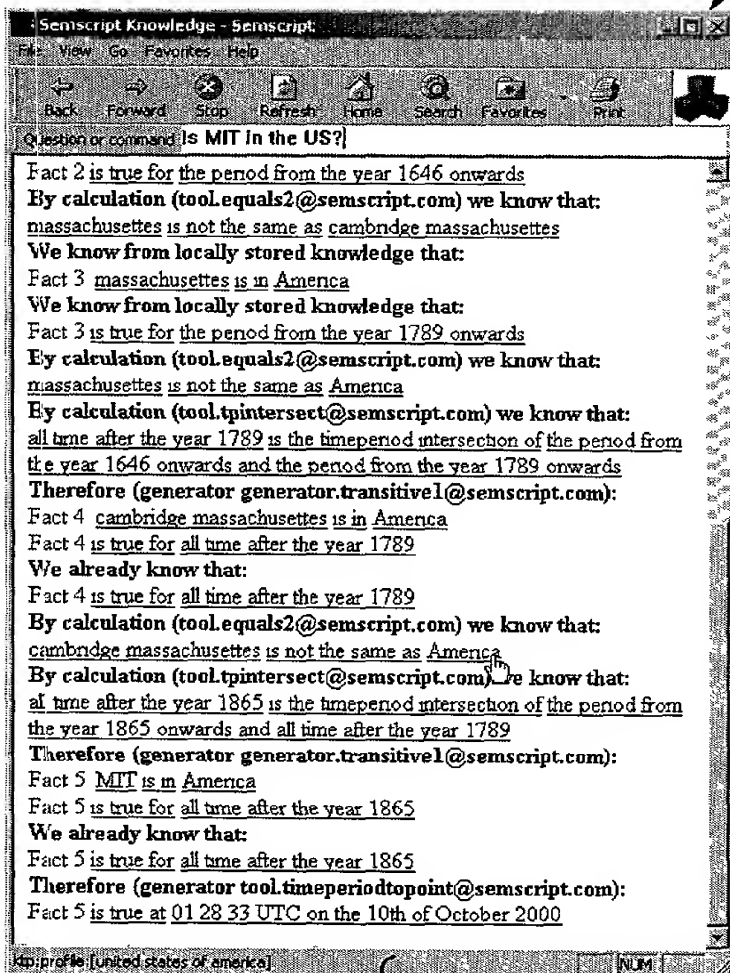 Semscript Knowledge - Semscript
File View Go Favorites Help
Back Forward Stop Refresh Home Search Favorites Print
Question or command Is MIT in the US?
Fact 2 is true for the period from the year 1646 onwards
By calculation (tool.equals2@semscript.com) we know that:
massachusettes is not the same as cambridge massachusettes
We know from locally stored knowledge that:
Fact 3 massachusettes is in America
We know from locally stored knowledge that:
Fact 3 is true for the period from the year 1789 onwards
By calculation (tool.equals2@semscript.com) we know that:
massachusettes is not the same as America
By calculation (tool.tpintersect@semscript.com) we know that:
all time after the year 1789 is the timeperiod intersection of the period from
the year 1646 onwards and the period from the year 1789 onwards
Therefore (generator generator.transitive1@semscript.com):
Fact 4 cambridge massachusettes is in America
Fact 4 is true for all time after the year 1789
We already know that:
Fact 4 is true for all time after the year 1789
By calculation (tool.equals2@semscript.com) we know that:
cambridge massachusettes is not the same as America
By calculation (tool.tpintersect@semscript.com) we know that:
all time after the year 1865 is the timeperiod intersection of the period from
the year 1865 onwards and all time after the year 1789
Therefore (generator generator.transitive1@semscript.com):
Fact 5 MIT is in America
Fact 5 is true for all time after the year 1865
We already know that:
Fact 5 is true for all time after the year 1865
Therefore (generator tool.timeperiodtopoint@semscript.com):
Fact 5 is true at 01 28 33 UTC on the 10th of October 2000
ktp:profile:[united states of america] NUM